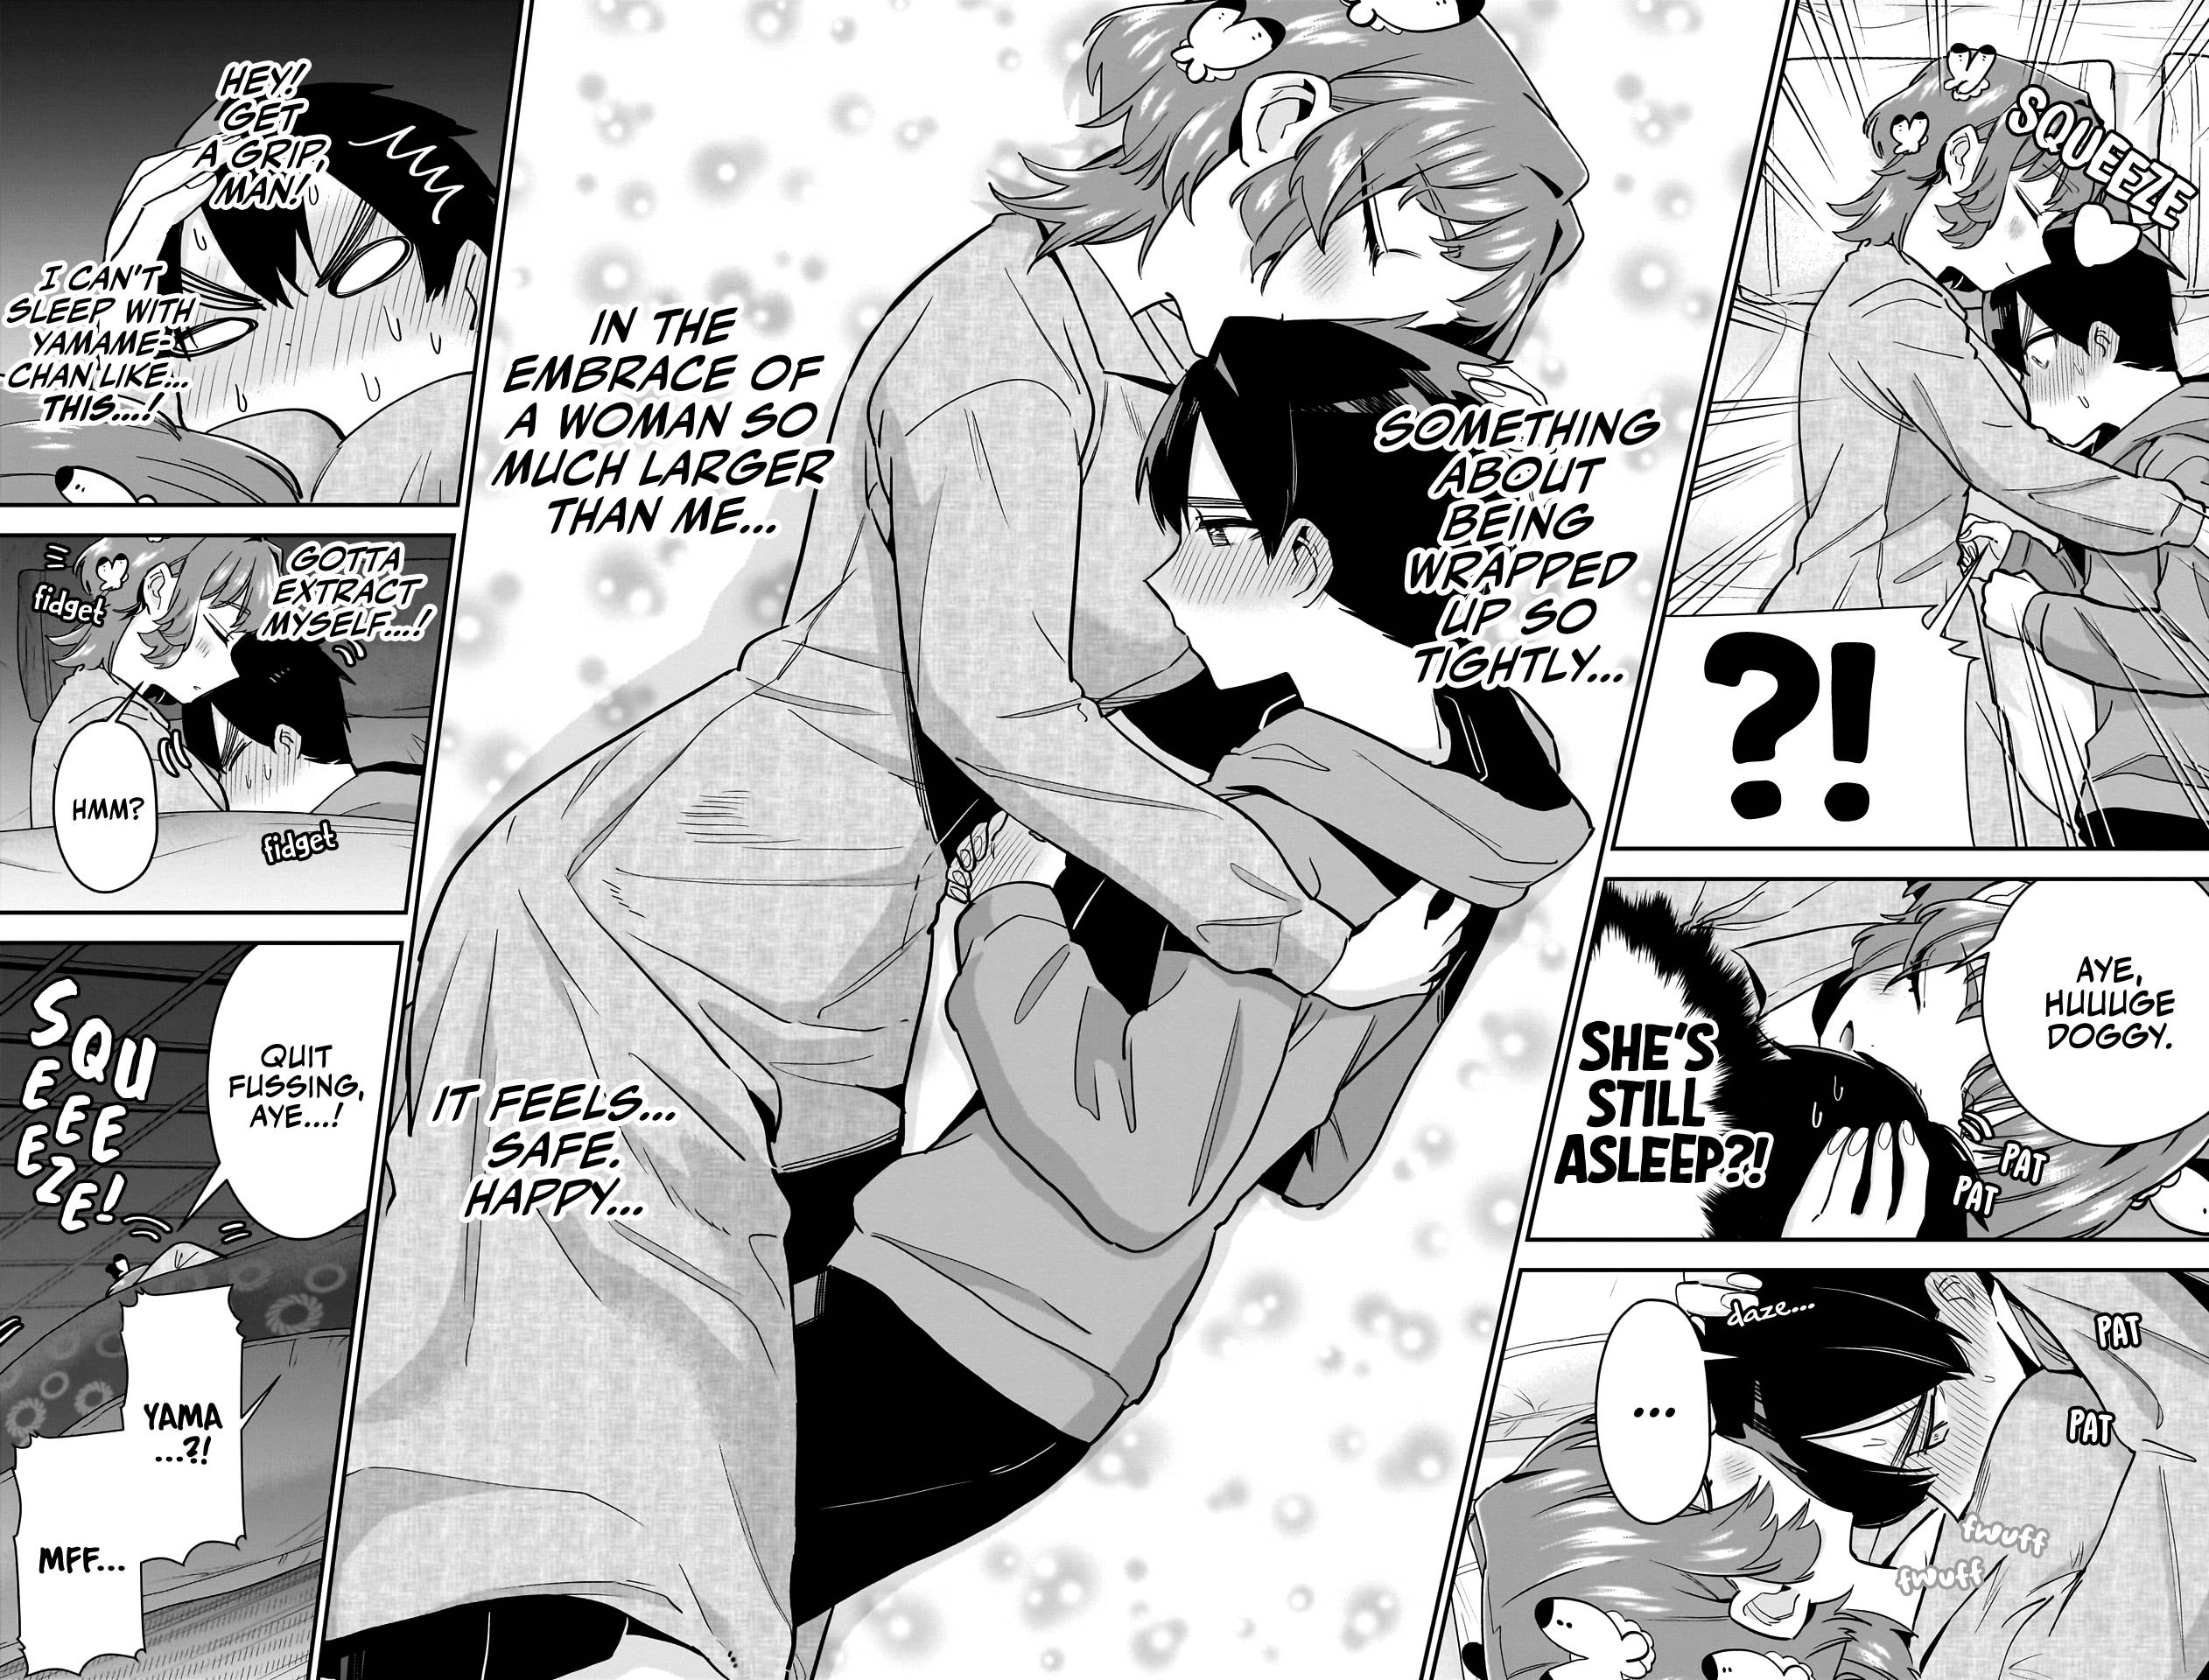 SQUEEZE
?!
AYE,
HUUUGE
DOGGY.
SHE'S
STILL
ASLEEP?!
PAT
PAT
daze...
...
PAT
PAT
fwuff
fwuff
SOMETHING
ABOUT
BEING
WRAPPED
UP SO
TIGHTLY...
IN THE
EMBRACE OF
A WOMAN SO
MUCH LARGER
THAN ME...
IT FEELS...
SAFE.
HAPPY...
HEY!
GET
A GRIP,
MAN!
I CAN'T
SLEEP WITH
YAMAME-
CHAN LIKE...
THIS...!
GOTTA
EXTRACT
MYSELF...!
fidget
HMM?
fidget
QUIT
FUSSING,
AYE...!
SQU
EEE
EZE!
YAMA
...?!
MFF...